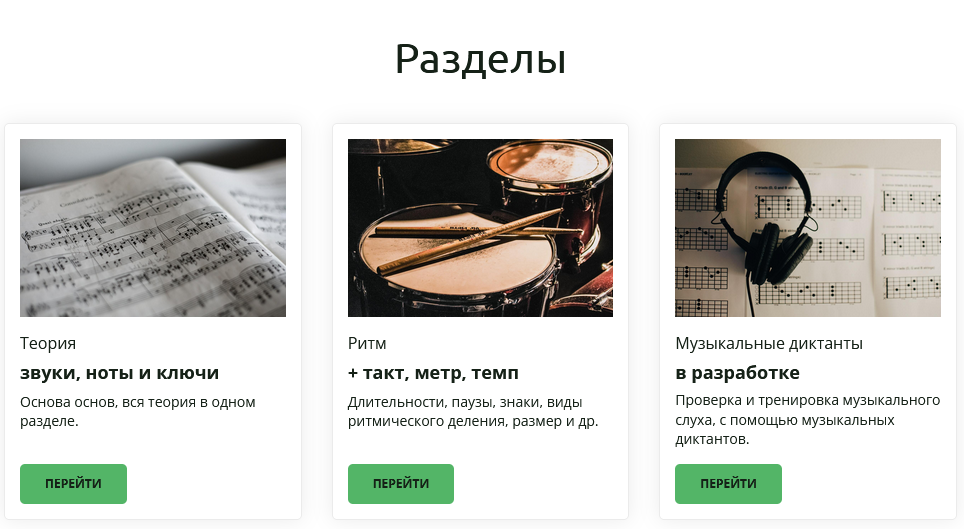 Разделы
Теория
звуки, ноты и ключи
Основа основ, вся теория в одном
разделе.
ПЕРЕЙТИ
Ритм
+ такт, метр, темп
Длительности, паузы, знаки, виды
ритмического деления, размер и др.
ПЕРЕЙТИ
Музыкальные диктанты
в разработке
Проверка и тренировка музыкального
слуха, с помощью музыкальных
диктантов.
ПЕРЕЙТИ